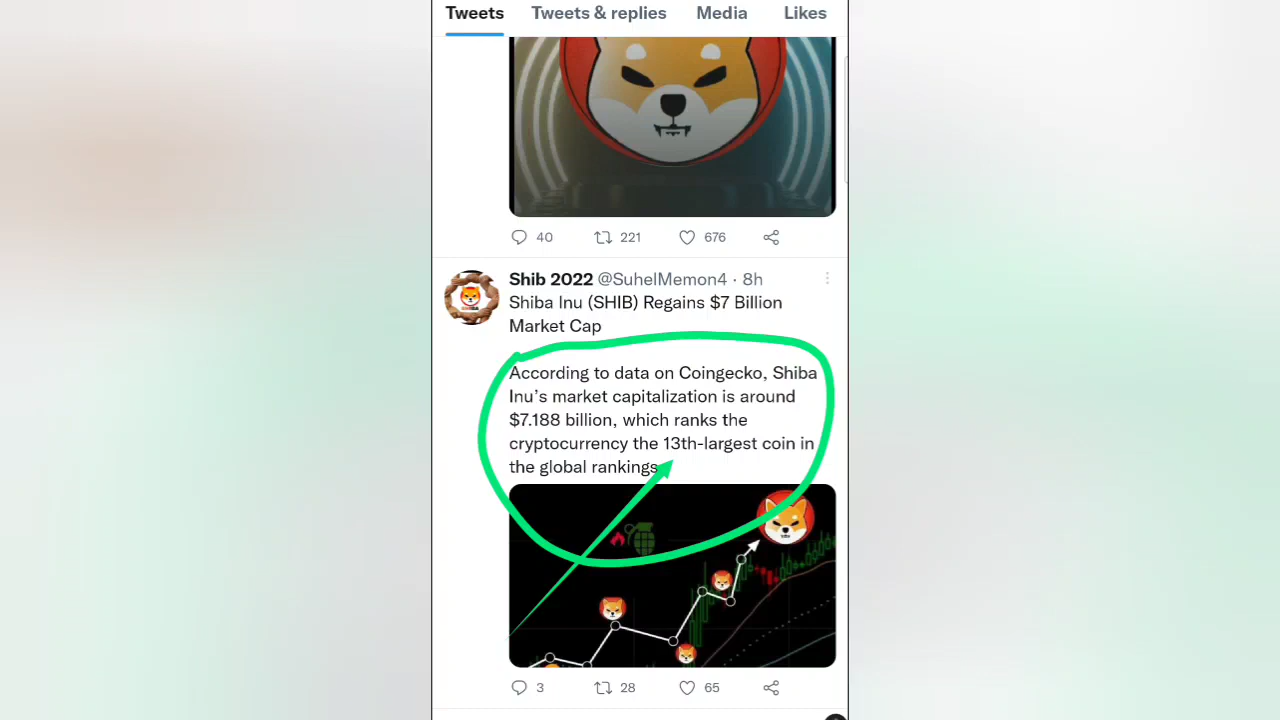 Tweets Tweets & replies Media Likes
40 221 676
Shib 2022 @SuhelMemon4 · 8h
Shiba Inu (SHIB) Regains $7 Billion
Market Cap
According to data on Coingecko, Shiba
Inu's market capitalization is around
$7.188 billion, which ranks the
cryptocurrency the 13th-largest coin in
the global rankings
3 28 65